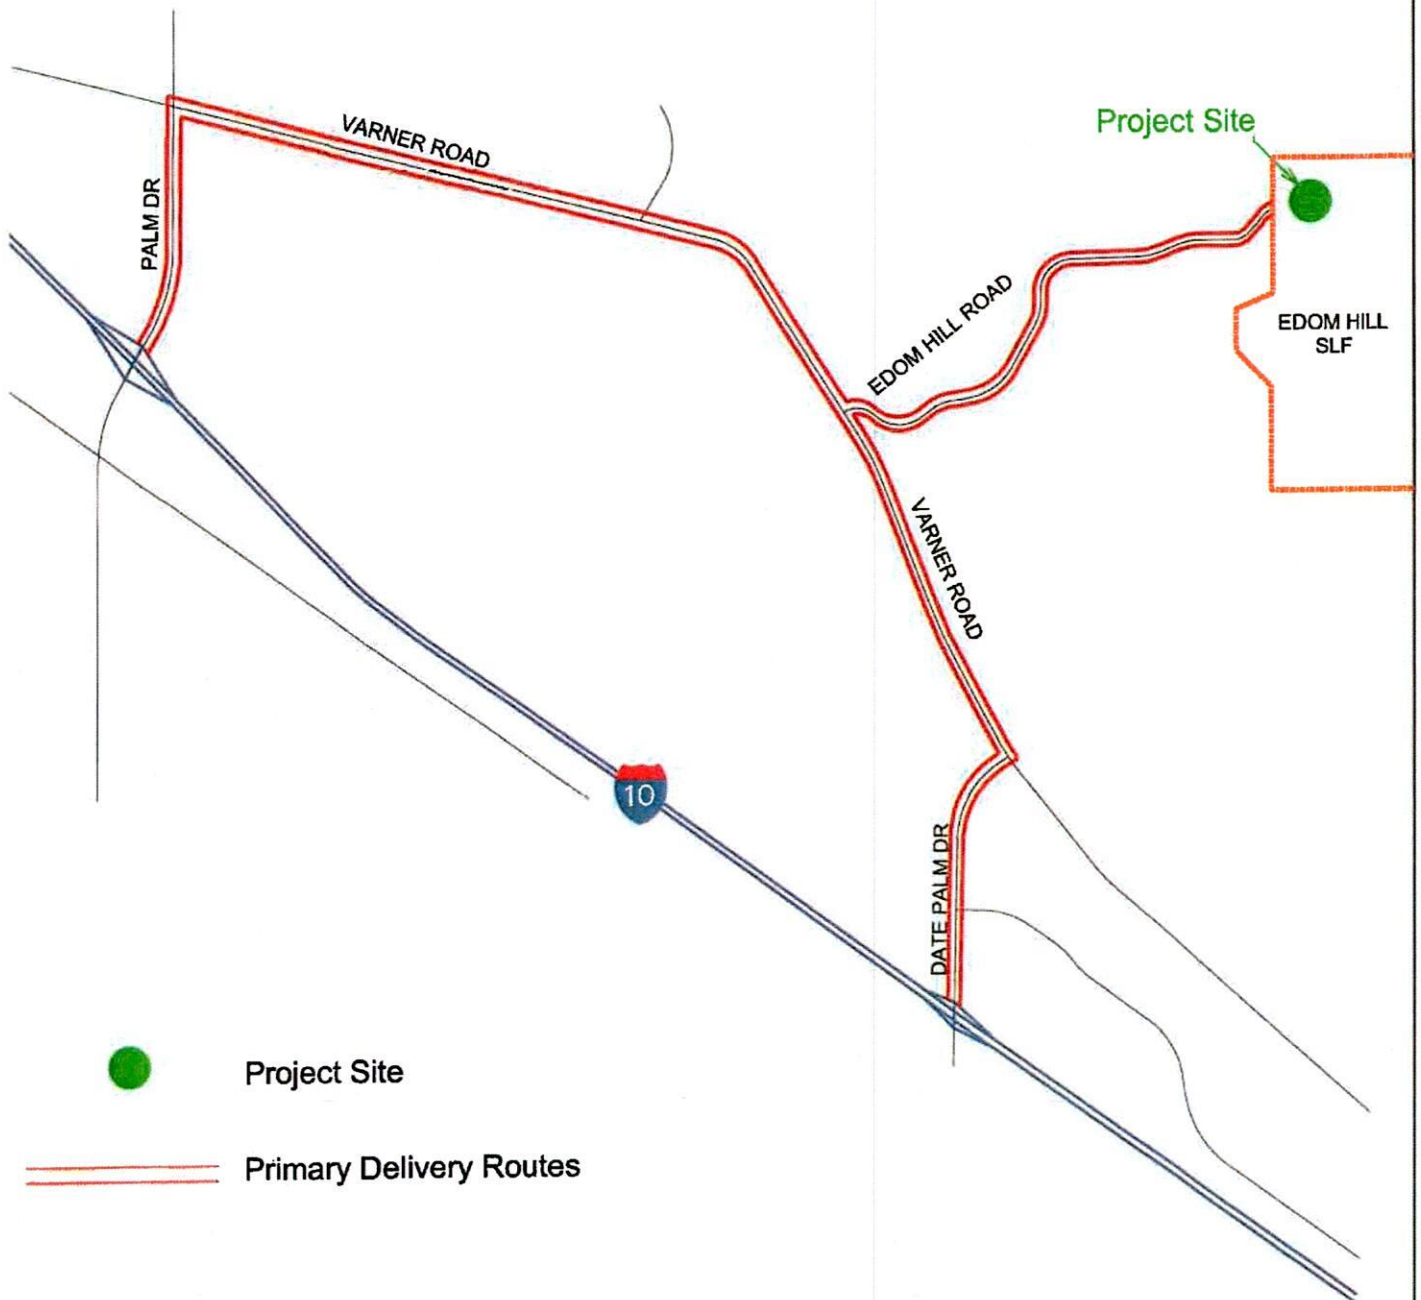 Project Site
VARNER ROAD
PALM DR
EDOM HILL ROAD
EDOM HILL
SLF
VARNER ROAD
10
DATE PALM DR
Project Site
Primary Delivery Routes